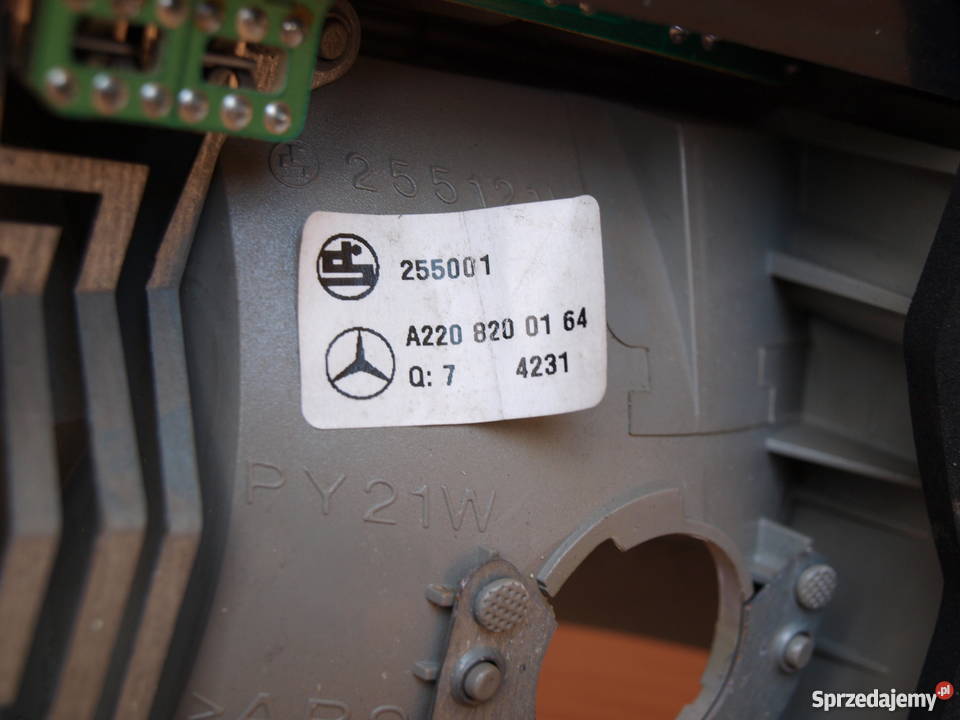 255001
A220 820 01 64
Q: 7 4231
PY21W
Sprzedajemy.pl